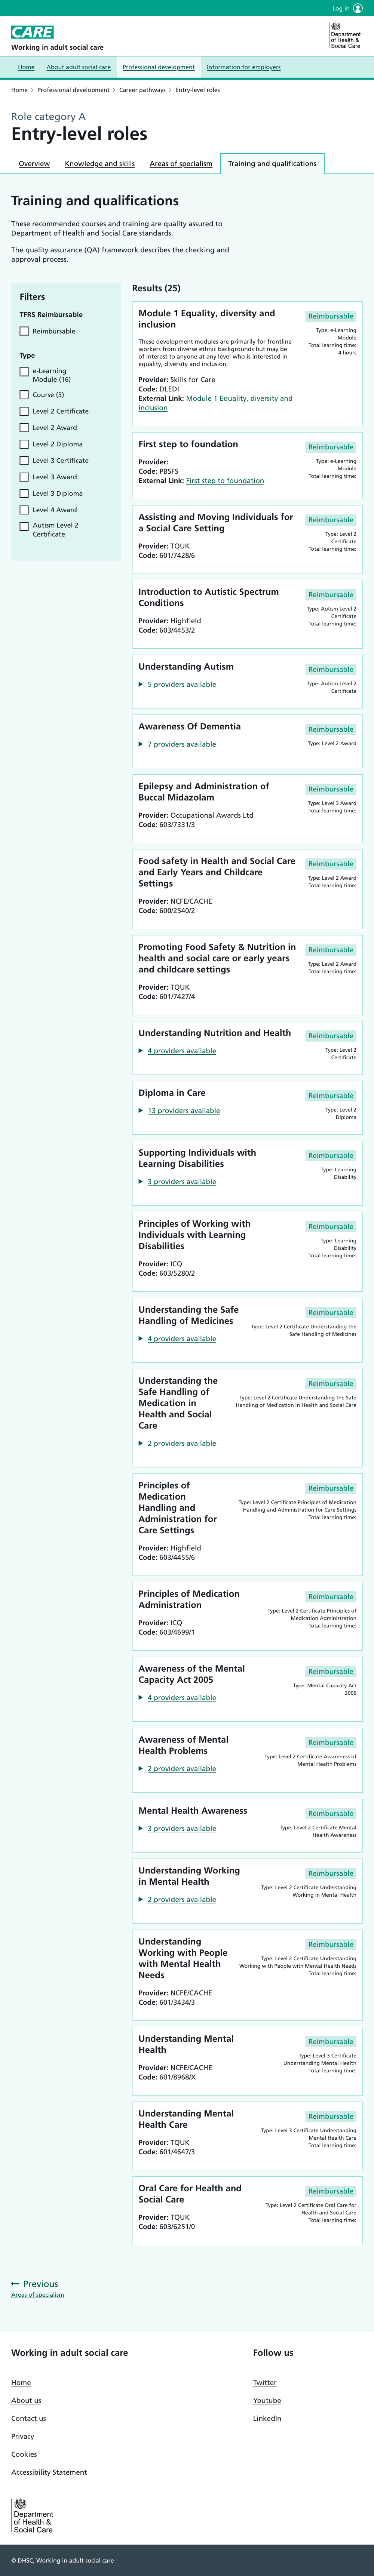 Log in
CARE
Working in adult social care
Department
of Health &
Social Care
Home
About adult social care
Professional development
Information for employers
Home
Professional development
Career pathways
Entry-level roles
Role category A
Entry-level roles
Overview
Knowledge and skills
Areas of specialism
Training and qualifications
Training and qualifications
These recommended courses and training are quality assured to
Department of Health and Social Care standards.
The quality assurance (QA) framework describes the checking and
approval process.
Filters
TFRS Reimbursable
Reimbursable
Type
e-Learning
Module (16)
Course (3)
Level 2 Certificate
Level 2 Award
Level 2 Diploma
Level 3 Certificate
Level 3 Award
Level 3 Diploma
Level 4 Award
Autism Level 2
Certificate
Results (25)
Module 1 Equality, diversity and
inclusion
These development modules are primarily for frontline
workers from diverse ethnic backgrounds but may be
of interest to anyone at any level who is interested in
equality, diversity and inclusion.
Provider: Skills for Care
Code: DLEDI
External Link: Module 1 Equality, diversity and
inclusion
Reimbursable
Type: e-Learning
Module
Total learning time:
4 hours
First step to foundation
Provider:
Code: PBSFS
External Link: First step to foundation
Reimbursable
Type: e-Learning
Module
Total learning time:
Assisting and Moving Individuals for
a Social Care Setting
Provider: TQUK
Code: 601/7428/6
Reimbursable
Type: Level 2
Certificate
Total learning time:
Introduction to Autistic Spectrum
Conditions
Provider: Highfield
Code: 603/4453/2
Reimbursable
Type: Autism Level 2
Certificate
Total learning time:
Understanding Autism
5 providers available
Reimbursable
Type: Autism Level 2
Certificate
Awareness Of Dementia
7 providers available
Reimbursable
Type: Level 2 Award
Epilepsy and Administration of
Buccal Midazolam
Provider: Occupational Awards Ltd
Code: 603/7331/3
Reimbursable
Type: Level 3 Award
Total learning time:
Food safety in Health and Social Care
and Early Years and Childcare
Settings
Provider: NCFE/CACHE
Code: 600/2540/2
Reimbursable
Type: Level 2 Award
Total learning time:
Promoting Food Safety & Nutrition in
health and social care or early years
and childcare settings
Provider: TQUK
Code: 601/7427/4
Reimbursable
Type: Level 2 Award
Total learning time:
Understanding Nutrition and Health
4 providers available
Reimbursable
Type: Level 2
Certificate
Diploma in Care
13 providers available
Reimbursable
Type: Level 2
Diploma
Supporting Individuals with
Learning Disabilities
3 providers available
Reimbursable
Type: Learning
Disability
Principles of Working with
Individuals with Learning
Disabilities
Provider: ICQ
Code: 603/5280/2
Reimbursable
Type: Learning
Disability
Total learning time:
Understanding the Safe
Handling of Medicines
4 providers available
Reimbursable
Type: Level 2 Certificate Understanding the
Safe Handling of Medicines
Understanding the
Safe Handling of
Medication in
Health and Social
Care
2 providers available
Reimbursable
Type: Level 2 Certificate Understanding the Safe
Handling of Medication in Health and Social Care
Principles of
Medication
Handling and
Administration for
Care Settings
Provider: Highfield
Code: 603/4455/6
Reimbursable
Type: Level 2 Certificate Principles of Medication
Handling and Administration for Care Settings
Total learning time:
Principles of Medication
Administration
Provider: ICQ
Code: 603/4699/1
Reimbursable
Type: Level 2 Certificate Principles of
Medication Administration
Total learning time:
Awareness of the Mental
Capacity Act 2005
4 providers available
Reimbursable
Type: Mental Capacity Act
2005
Awareness of Mental
Health Problems
2 providers available
Reimbursable
Type: Level 2 Certificate Awareness of
Mental Health Problems
Mental Health Awareness
3 providers available
Reimbursable
Type: Level 2 Certificate Mental
Health Awareness
Understanding Working
in Mental Health
2 providers available
Reimbursable
Type: Level 2 Certificate Understanding
Working in Mental Health
Understanding
Working with People
with Mental Health
Needs
Provider: NCFE/CACHE
Code: 601/3434/3
Reimbursable
Type: Level 2 Certificate Understanding
Working with People with Mental Health Needs
Total learning time:
Understanding Mental
Health
Provider: NCFE/CACHE
Code: 601/8968/X
Reimbursable
Type: Level 3 Certificate
Understanding Mental Health
Total learning time:
Understanding Mental
Health Care
Provider: TQUK
Code: 601/4647/3
Reimbursable
Type: Level 3 Certificate Understanding
Mental Health Care
Total learning time:
Oral Care for Health and
Social Care
Provider: TQUK
Code: 603/6251/0
Reimbursable
Type: Level 2 Certificate Oral Care for
Health and Social Care
Total learning time:
Previous
Areas of specialism
Working in adult social care
Home
About us
Contact us
Privacy
Cookies
Accessibility Statement
Follow us
Twitter
Youtube
LinkedIn
Department
of Health &
Social Care
© DHSC, Working in adult social care